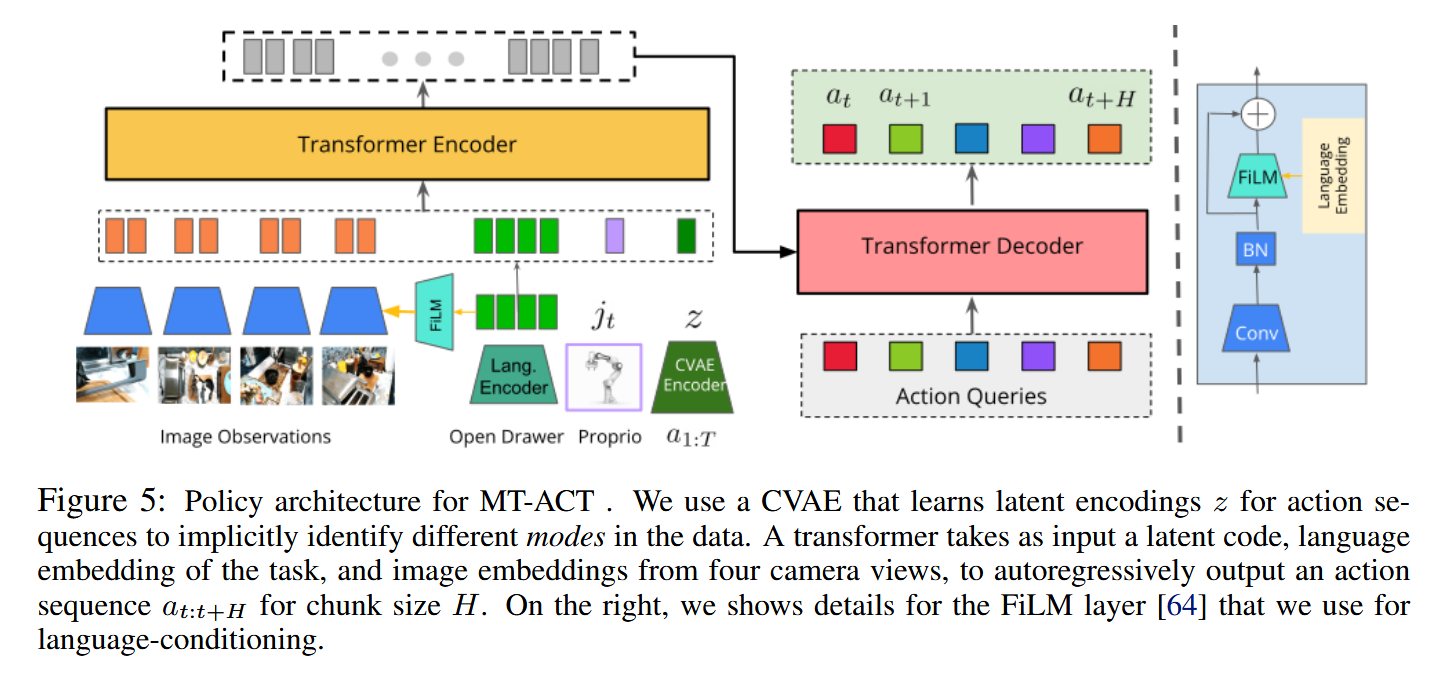 a_t a_{t+1} a_{t+H}
Transformer Encoder
Transformer Decoder
FiLM
Lang. Encoder
j_t
z
CVAE Encoder
Image Observations
Open Drawer
Proprio
a_{1:T}
Action Queries
+
FiLM
Language Embedding
BN
Conv
Figure 5: Policy architecture for MT-ACT . We use a CVAE that learns latent encodings z for action se-
quences to implicitly identify different modes in the data. A transformer takes as input a latent code, language
embedding of the task, and image embeddings from four camera views, to autoregressively output an action
sequence a_{t:t+H} for chunk size H. On the right, we shows details for the FiLM layer [64] that we use for
language-conditioning.